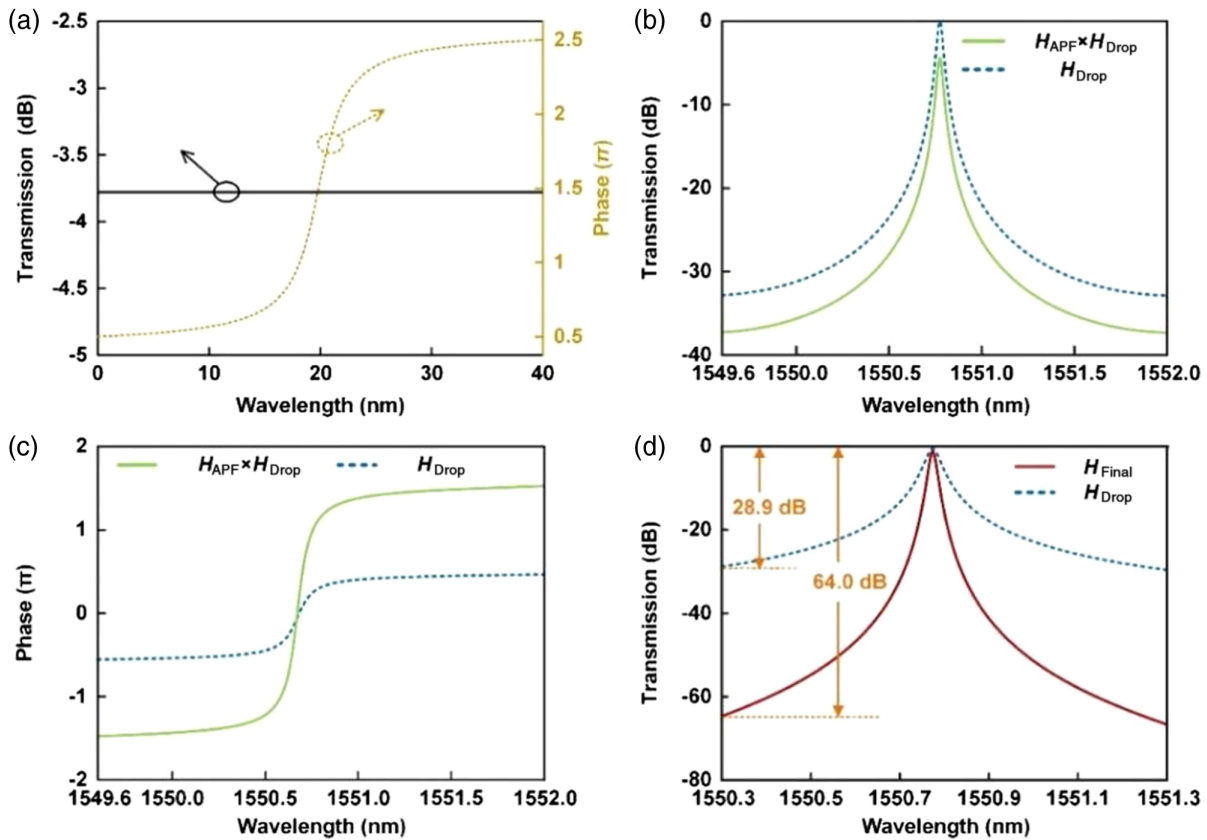 (a)
-2.5
-3
-3.5
-4
-4.5
-5
Transmission (dB)
2.5
2
1.5
1
0.5
Phase (π)
0 10 20 30 40
Wavelength (nm)
(b)
0
-10
-20
-30
-40
Transmission (dB)
HAPF×HDrop
HDrop
1549.6 1550.0 1550.5 1551.0 1551.5 1552.0
Wavelength (nm)
(c)
2
1
0
-1
-2
Phase (π)
HAPF×HDrop HDrop
1549.6 1550.0 1550.5 1551.0 1551.5 1552.0
Wavelength (nm)
(d)
0
-20
-40
-60
-80
Transmission (dB)
28.9 dB
64.0 dB
HFinal
HDrop
1550.3 1550.5 1550.7 1550.9 1551.1 1551.3
Wavelength (nm)